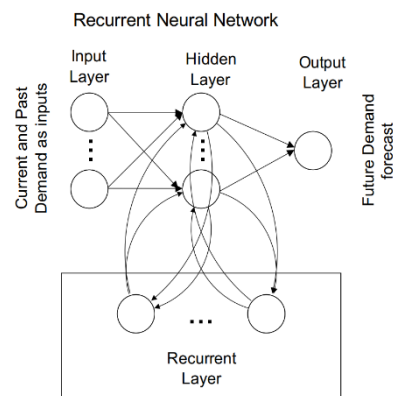 Recurrent Neural Network
Input
Layer
Hidden
Layer
Output
Layer
Current and Past
Demand as inputs
Future Demand
forecast
Recurrent
Layer